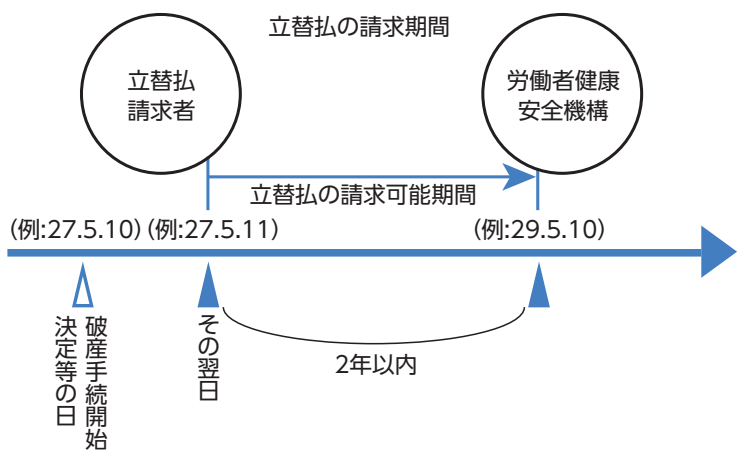 立替払の請求期間
立替払
請求者
労働者健康
安全機構
立替払の請求可能期間
(例:27.5.10)
(例:27.5.11)
(例:29.5.10)
破産手続開始
決定等の日
その翌日
2年以内